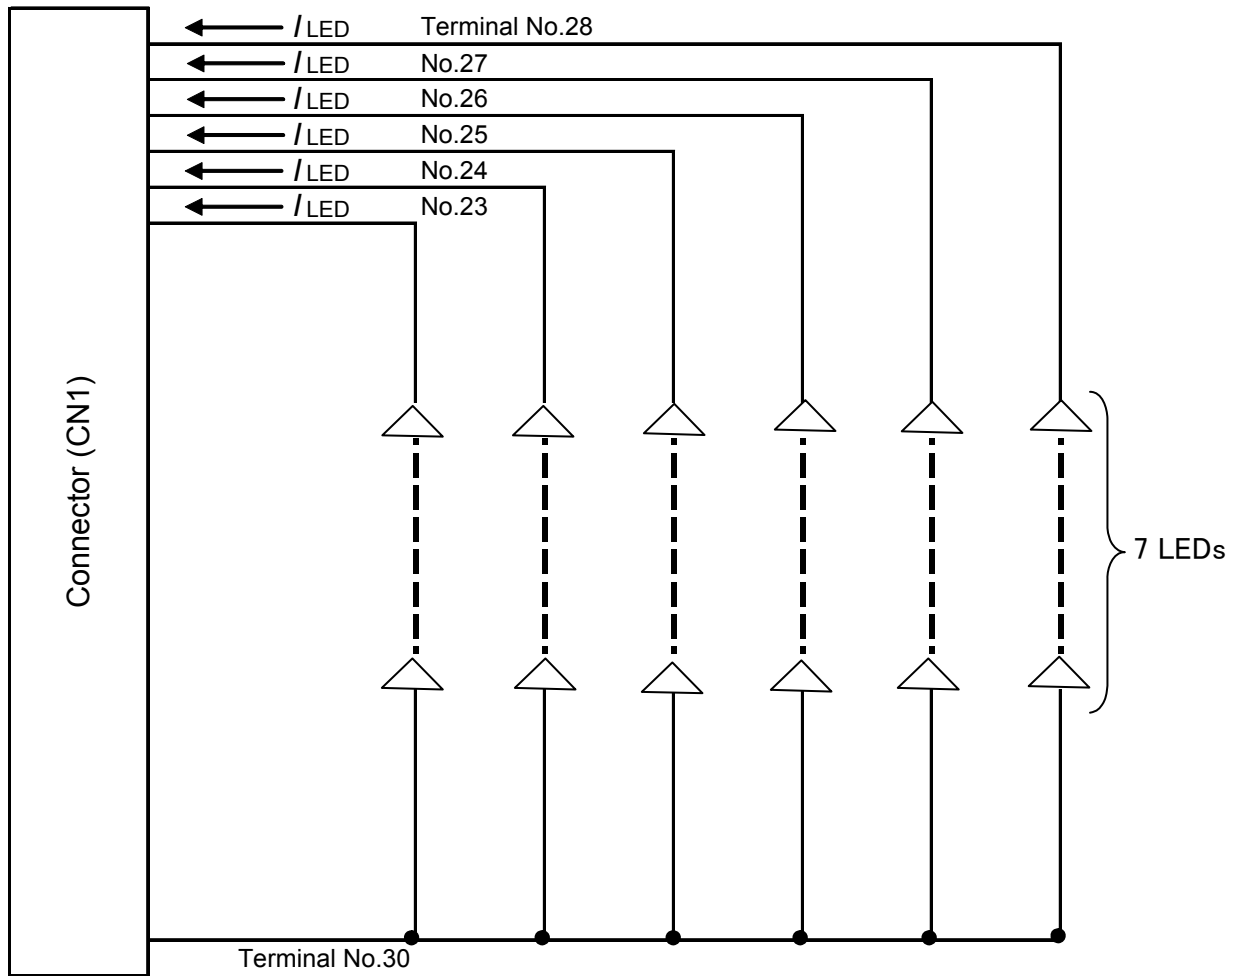 I LED Terminal No.28
I LED No.27
I LED No.26
I LED No.25
I LED No.24
I LED No.23
Connector (CN1)
7 LEDs
Terminal No.30